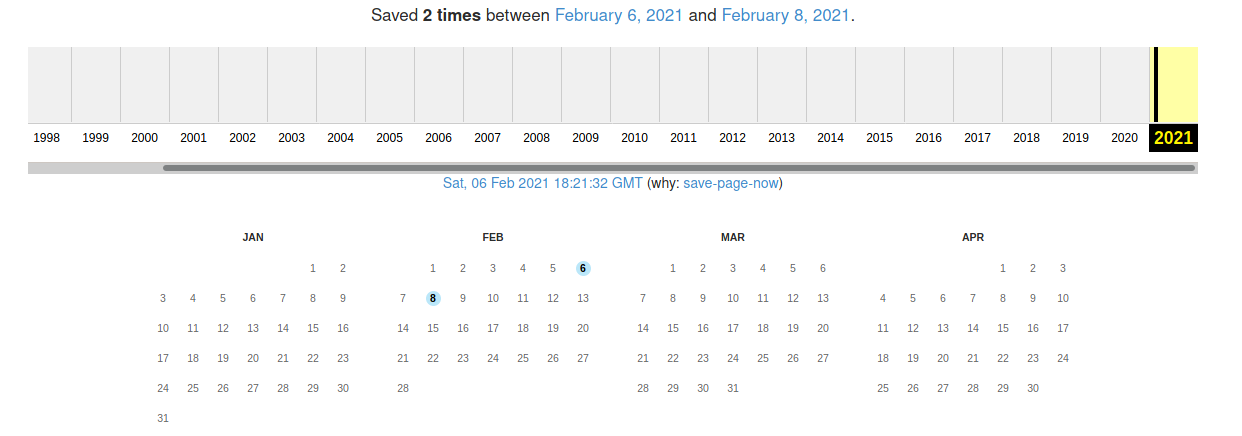 Saved 2 times between February 6, 2021 and February 8, 2021.
1998 1999 2000 2001 2002 2003 2004 2005 2006 2007 2008 2009 2010 2011 2012 2013 2014 2015 2016 2017 2018 2019 2020 2021
Sat, 06 Feb 2021 18:21:32 GMT (why: save-page-now)
JAN FEB MAR APR
1 2 1 2 3 4 5 6 1 2 3 4 5 6 1 2 3
3 4 5 6 7 8 9 7 8 9 10 11 12 13 7 8 9 10 11 12 13 4 5 6 7 8 9 10
10 11 12 13 14 15 16 14 15 16 17 18 19 20 14 15 16 17 18 19 20 11 12 13 14 15 16 17
17 18 19 20 21 22 23 21 22 23 24 25 26 27 21 22 23 24 25 26 27 18 19 20 21 22 23 24
24 25 26 27 28 29 30 28 28 29 30 31 25 26 27 28 29 30
31